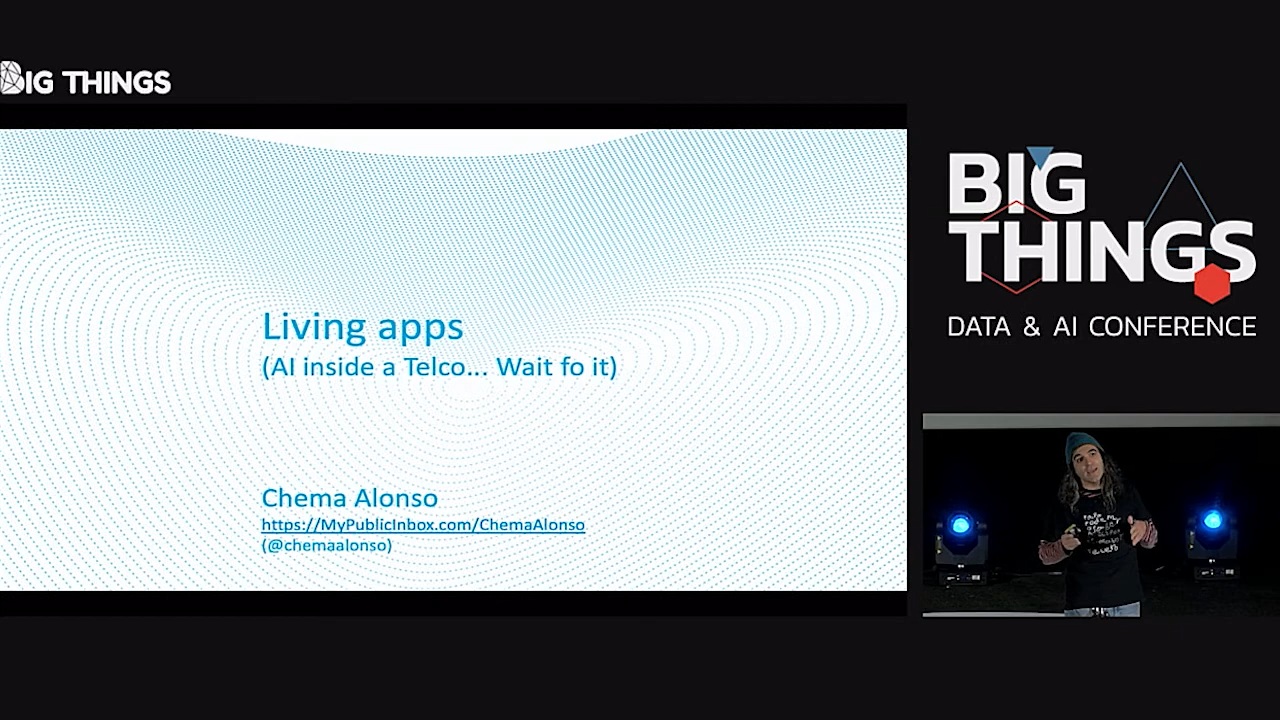 BIG THINGS
Living apps
(AI inside a Telco... Wait fo it)
Chema Alonso
https://MyPublicInbox.com/ChemaAlonso
(@chemaalonso)
BIG
THINGS
DATA & AI CONFERENCE